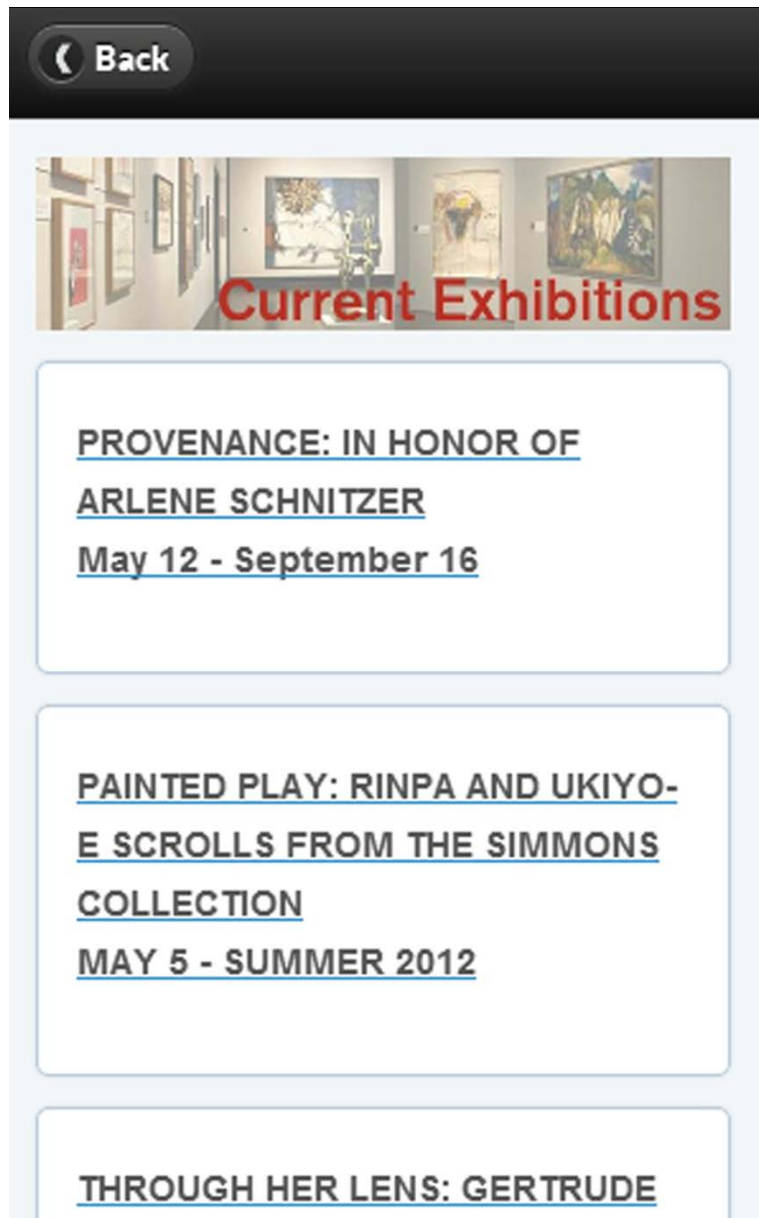 Back
Current Exhibitions
PROVENANCE: IN HONOR OF
ARLENE SCHNITZER
May 12 - September 16
PAINTED PLAY: RINPA AND UKIYO-
E SCROLLS FROM THE SIMMONS
COLLECTION
MAY 5 - SUMMER 2012
THROUGH HER LENS: GERTRUDE